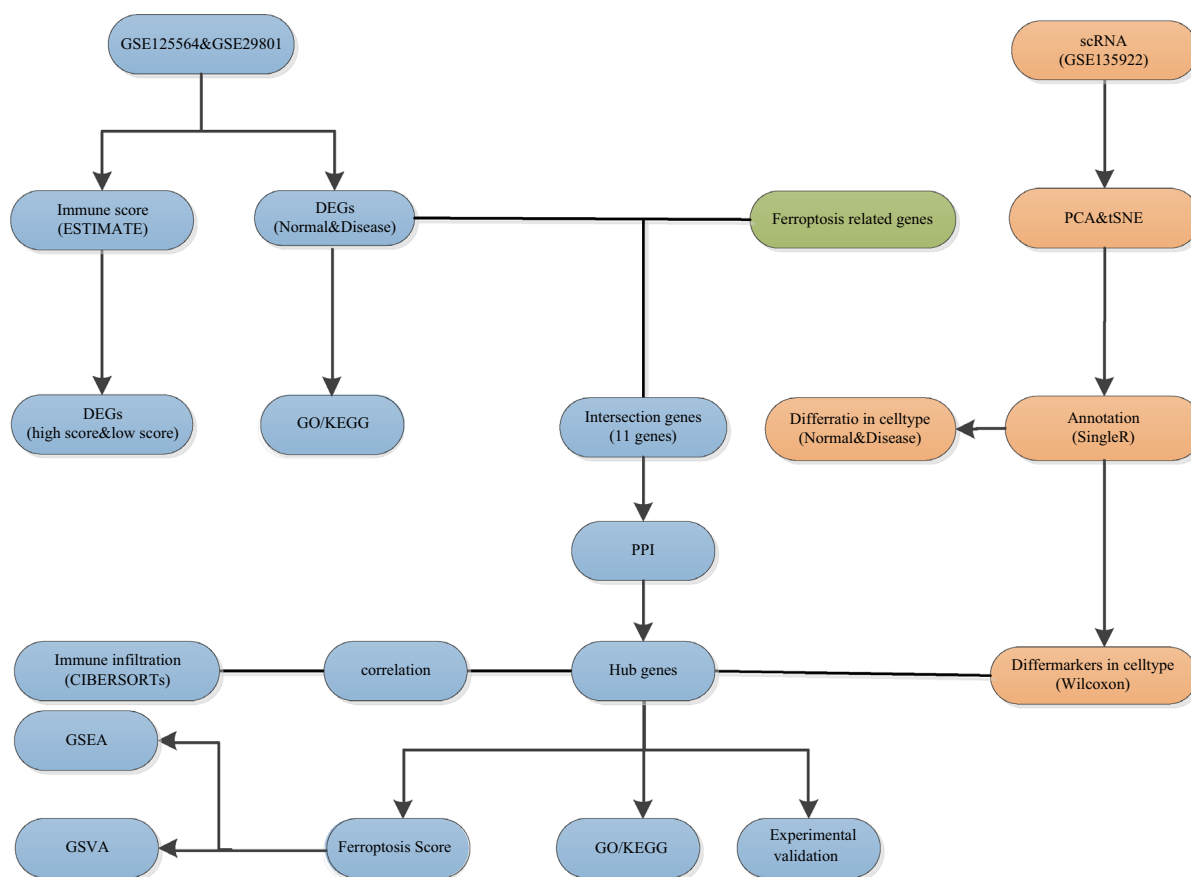 GSE125564&GSE29801
scRNA
(GSE135922)
Immune score
(ESTIMATE)
DEGs
(Normal&Disease)
Ferroptosis related genes
PCA&tSNE
DEGs
(high score&low score)
GO/KEGG
Intersection genes
(11 genes)
Differratio in celltype
(Normal&Disease)
Annotation
(SingleR)
PPI
Immune infiltration
(CIBERSORTs)
correlation
Hub genes
Differmarkers in celltype
(Wilcoxon)
GSEA
GSVA
Ferroptosis Score
GO/KEGG
Experimental
validation